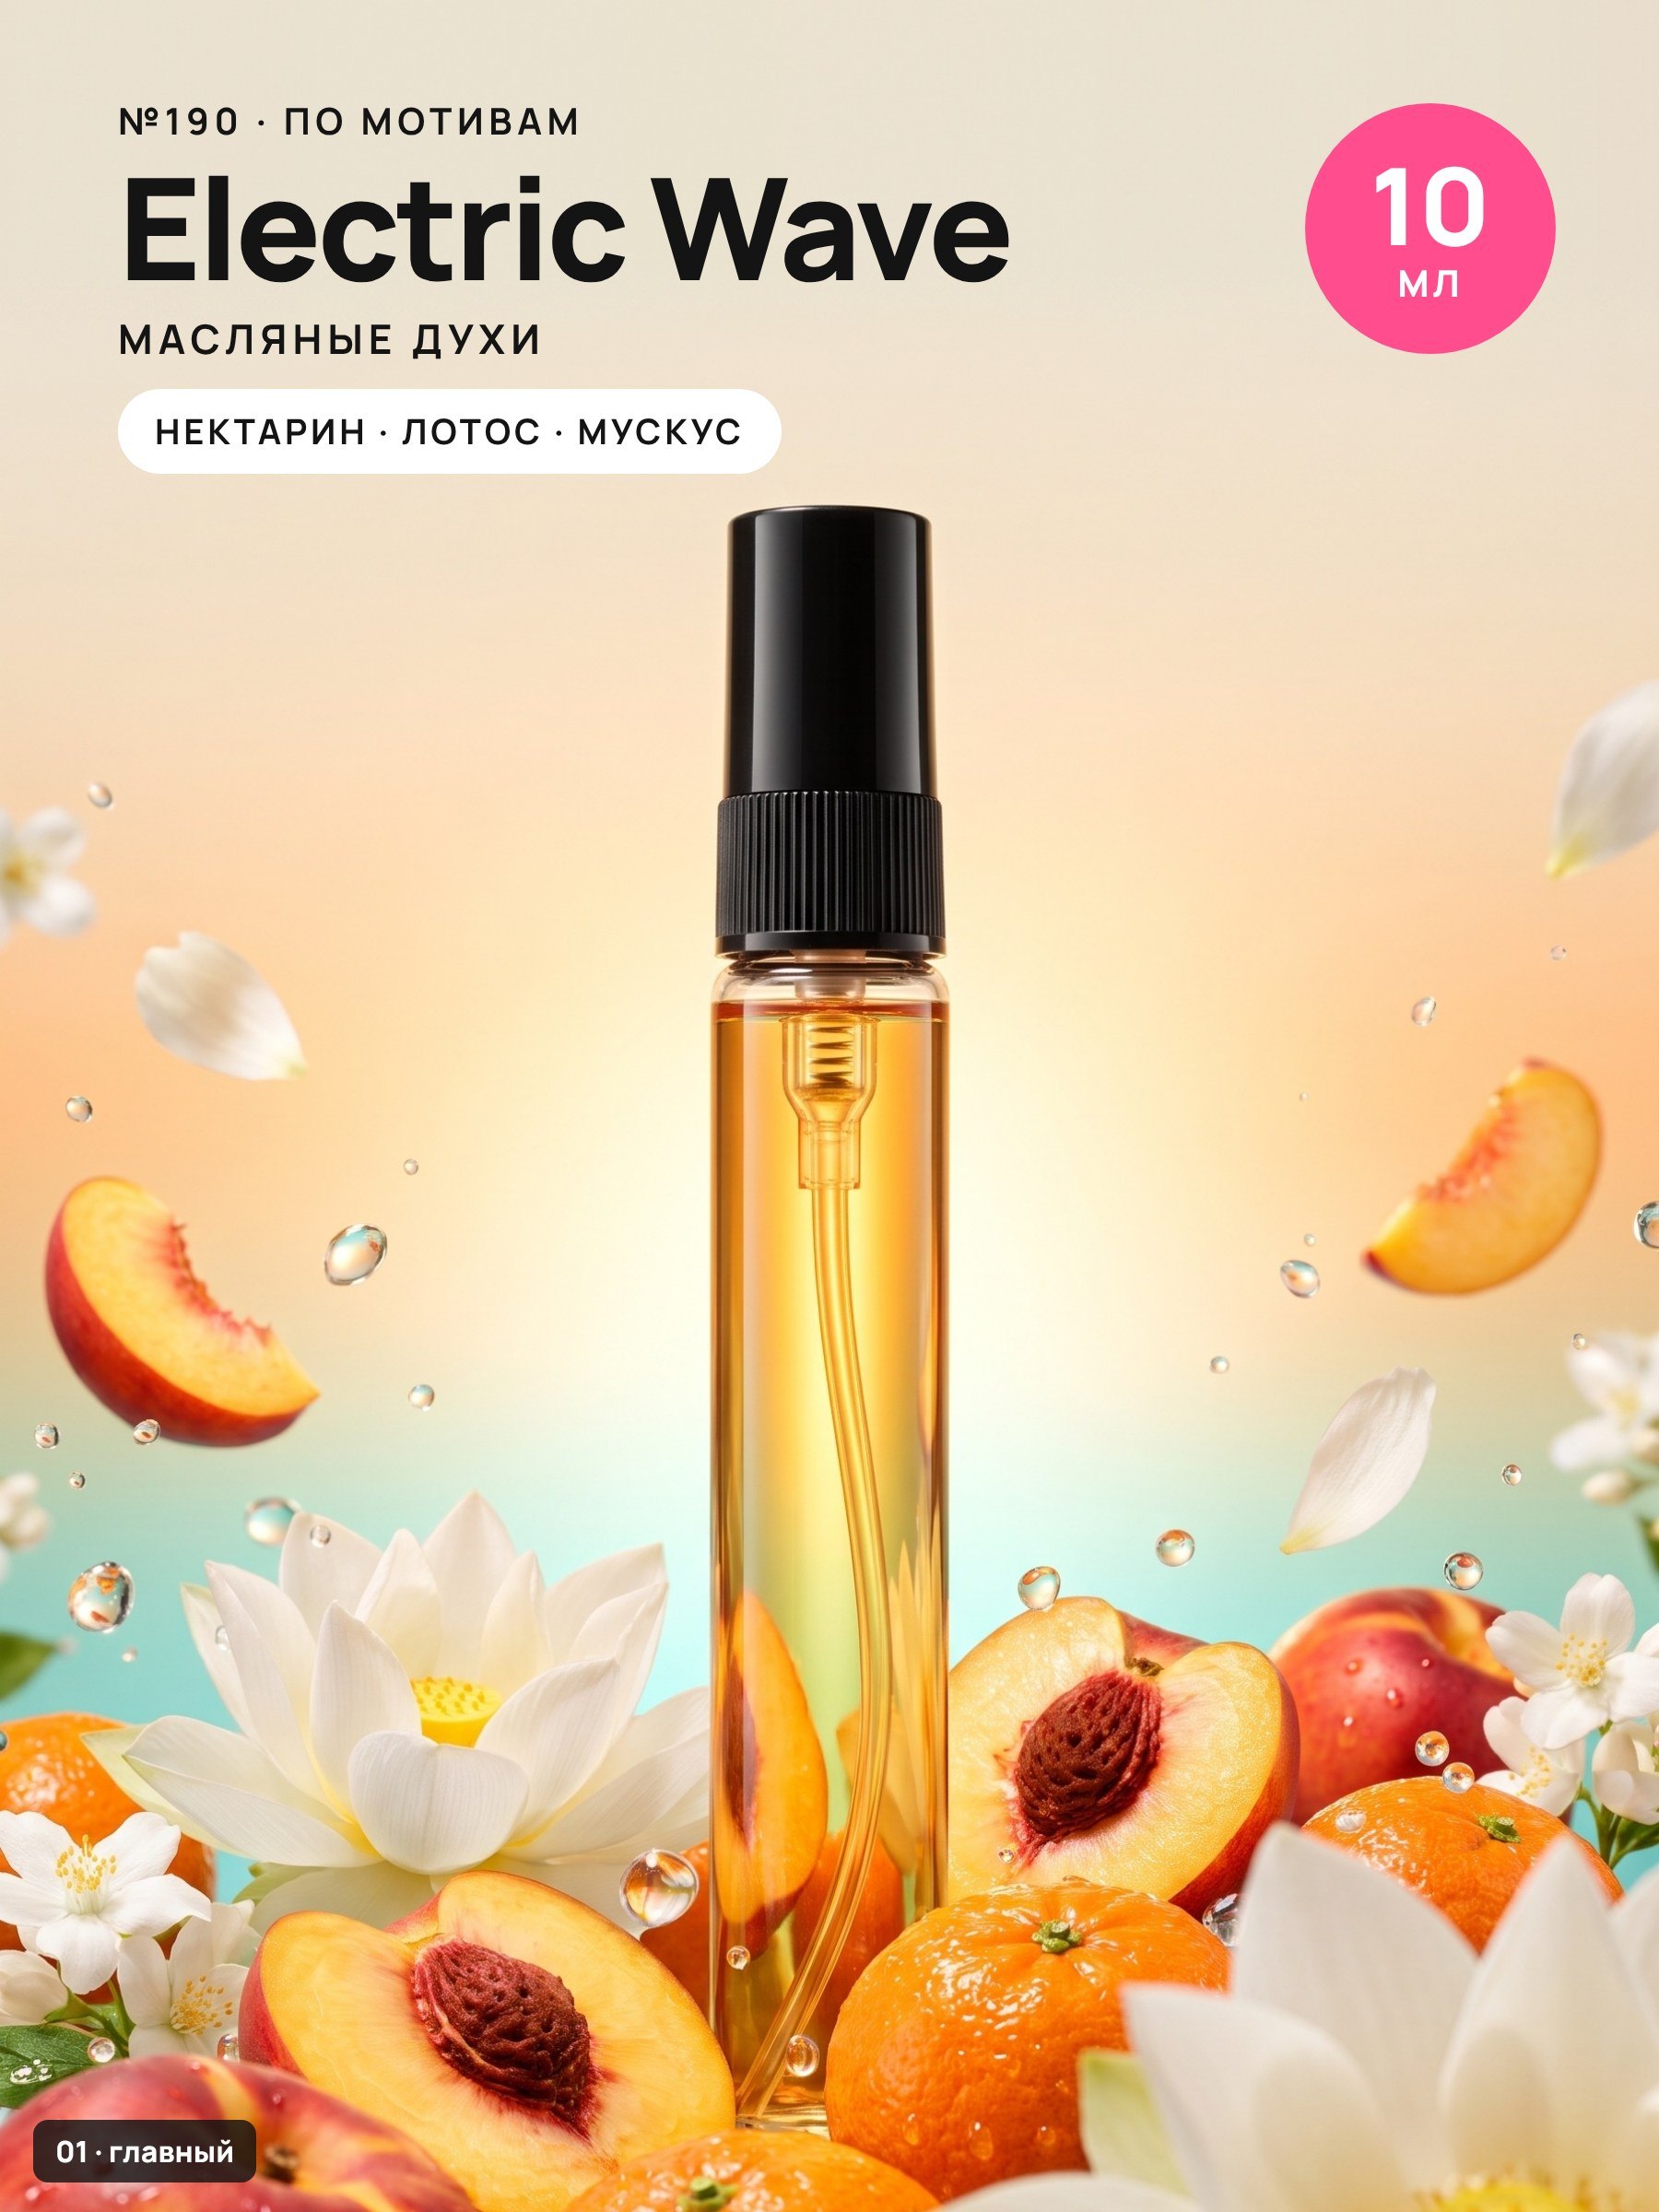 №190 · ПО МОТИВАМ
Electric Wave
МАСЛЯНЫЕ ДУХИ
НЕКТАРИН · ЛОТОС · МУСКУС
10
МЛ
01 · главный